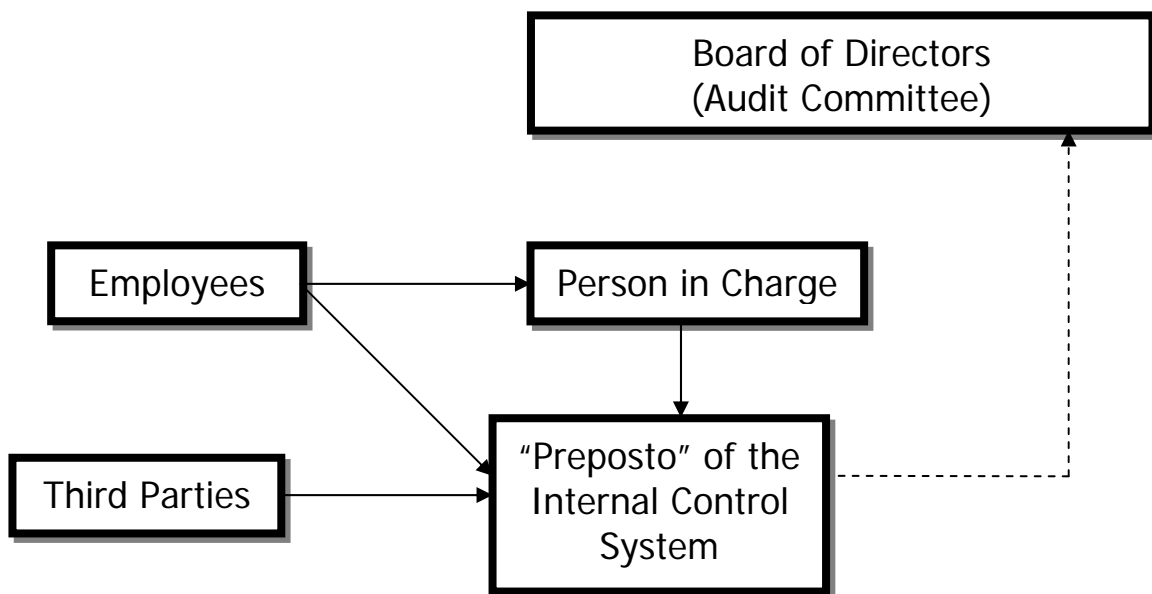 Board of Directors
(Audit Committee)
Employees
Person in Charge
Third Parties
“Preposto” of the
Internal Control
System